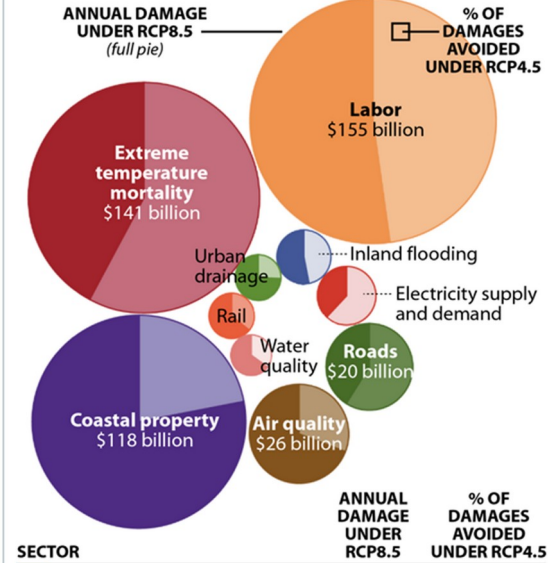 ANNUAL DAMAGE
UNDER RCP8.5
(full pie)
% OF
DAMAGES
AVOIDED
UNDER RCP4.5
Labor
$155 billion
Extreme
temperature
mortality
$141 billion
Urban
drainage
Inland flooding
Electricity supply
and demand
Rail
Water
quality
Roads
$20 billion
Coastal property
$118 billion
Air quality
$26 billion
ANNUAL
DAMAGE
UNDER
RCP8.5
% OF
DAMAGES
AVOIDED
UNDER RCP4.5
SECTOR